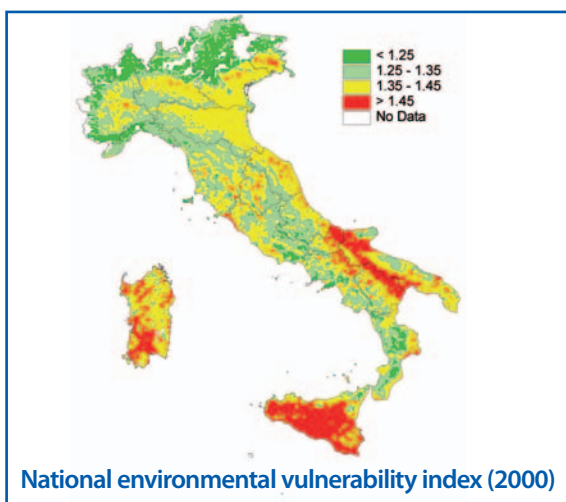 < 1.25
1.25 - 1.35
1.35 - 1.45
> 1.45
No Data
National environmental vulnerability index (2000)